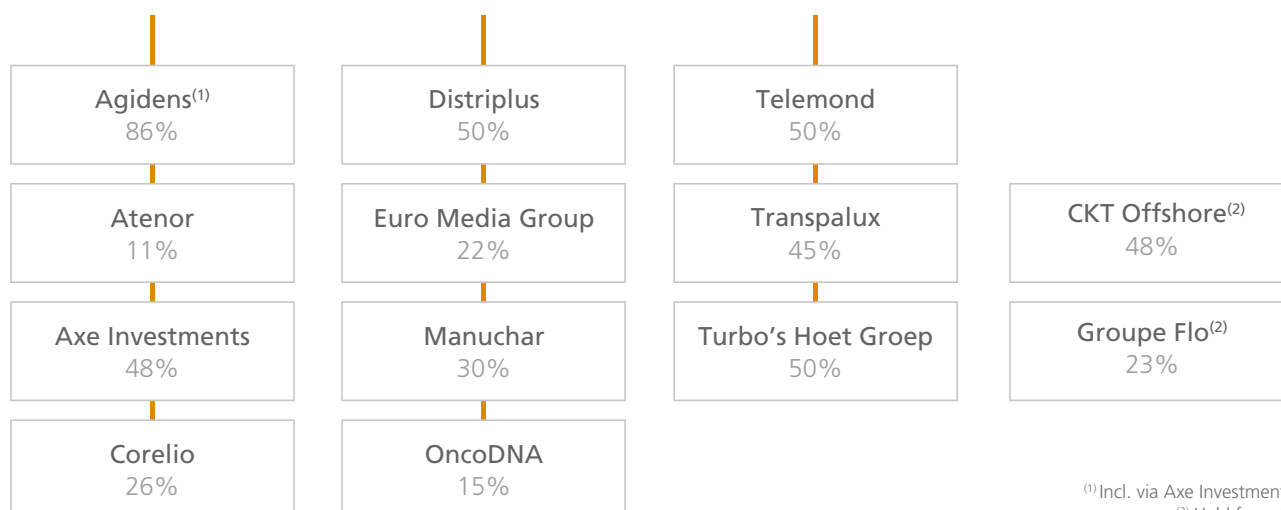 Agidens(1)
86%
Distriplus
50%
Telemond
50%
Atenor
11%
Euro Media Group
22%
Transpalux
45%
CKT Offshore(2)
48%
Axe Investments
48%
Manuchar
30%
Turbo's Hoet Groep
50%
Groupe Flo(2)
23%
Corelio
26%
OncoDNA
15%
(1) Incl. via Axe Investment